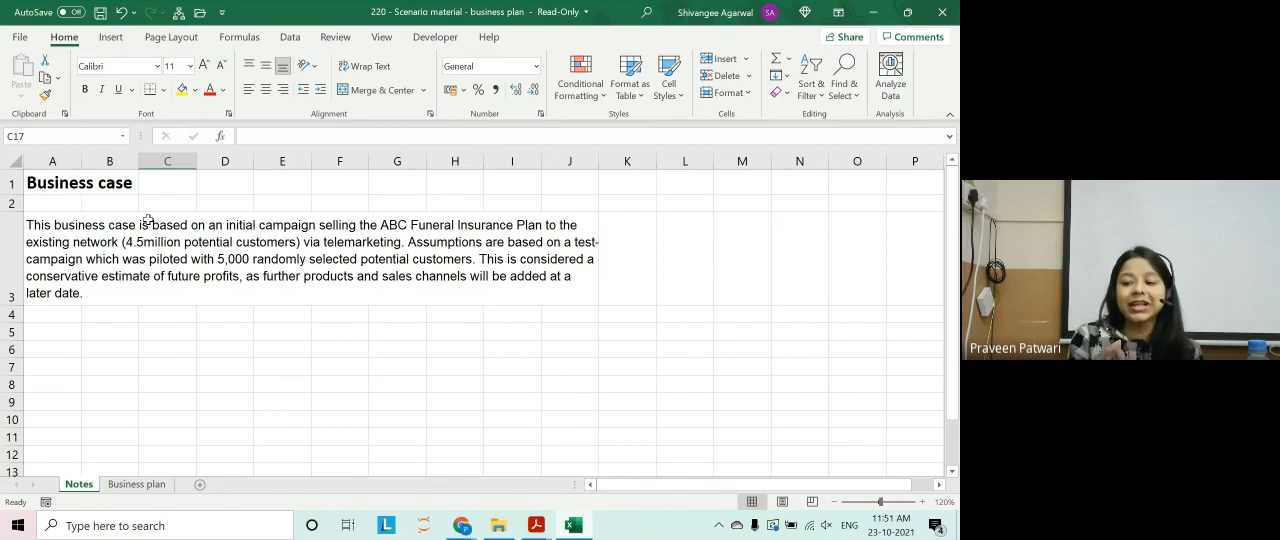 AutoSave Off 220 - Scenario material - business plan - Read-Only Shivangee Agarwal SA
File Home Insert Page Layout Formulas Data Review View Developer Help Share Comments
Paste Calibri 11 A A Wrap Text General Insert Σ
B I U A Merge & Center % , Conditional Formatting Format as Table Cell Styles Delete Format Sort & Filter Find & Select Analyze Data
Clipboard Font Alignment Number Styles Cells Editing Analysis
C17 fx
A B C D E F G H I J K L M N O P
1 Business case
2
3 This business case is based on an initial campaign selling the ABC Funeral Insurance Plan to the
existing network (4.5million potential customers) via telemarketing. Assumptions are based on a test-
campaign which was piloted with 5,000 randomly selected potential customers. This is considered a
conservative estimate of future profits, as further products and sales channels will be added at a
later date.
4
5
6
7
8
9
10
11
12
13
Praveen Patwari
Notes Business plan
Ready 120%
Type here to search L ENG 11:51 AM
23-10-2021 4